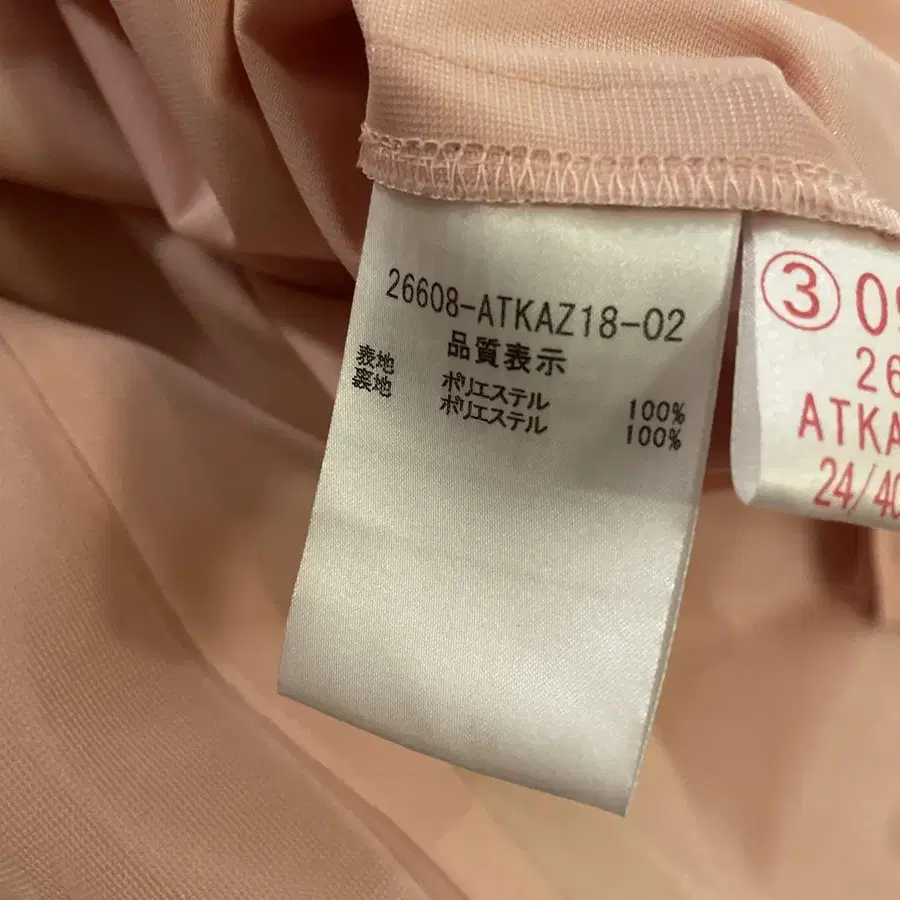 26608-ATKAZ18-02
品質表示
表地 ポリエステル 100%
裏地 ポリエステル 100%
③ 09
26
ATKA
24/40